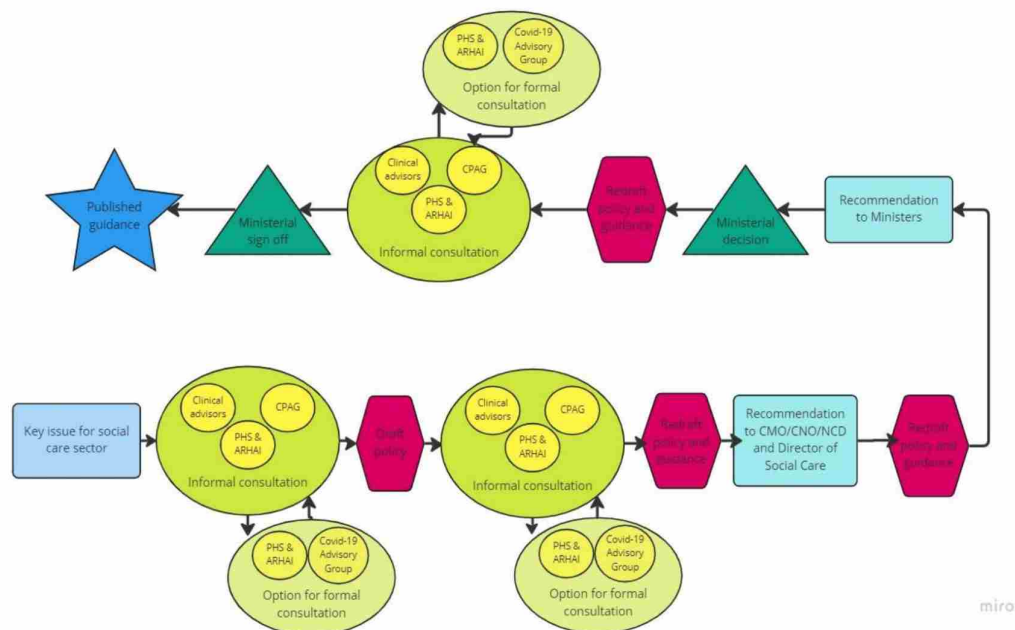 PHS &
ARHAI
Covid-19
Advisory
Group
Option for formal
consultation
Published
guidance
Ministerial
sign off
Clinical
advisors
CPAG
PHS &
ARHAI
Informal consultation
Redraft
policy and
guidance
Ministerial
decision
Recommendation
to Ministers
Key issue for social
care sector
Clinical
advisors
CPAG
PHS &
ARHAI
Informal consultation
PHS &
ARHAI
Covid-19
Advisory
Group
Option for formal
consultation
Draft
policy
Clinical
advisors
CPAG
PHS &
ARHAI
Informal consultation
PHS &
ARHAI
Covid-19
Advisory
Group
Option for formal
consultation
Redraft
policy and
guidance
Recommendation
to CMO/CNO/NCD
and Director of
Social Care
Redraft
policy and
guidance
miro